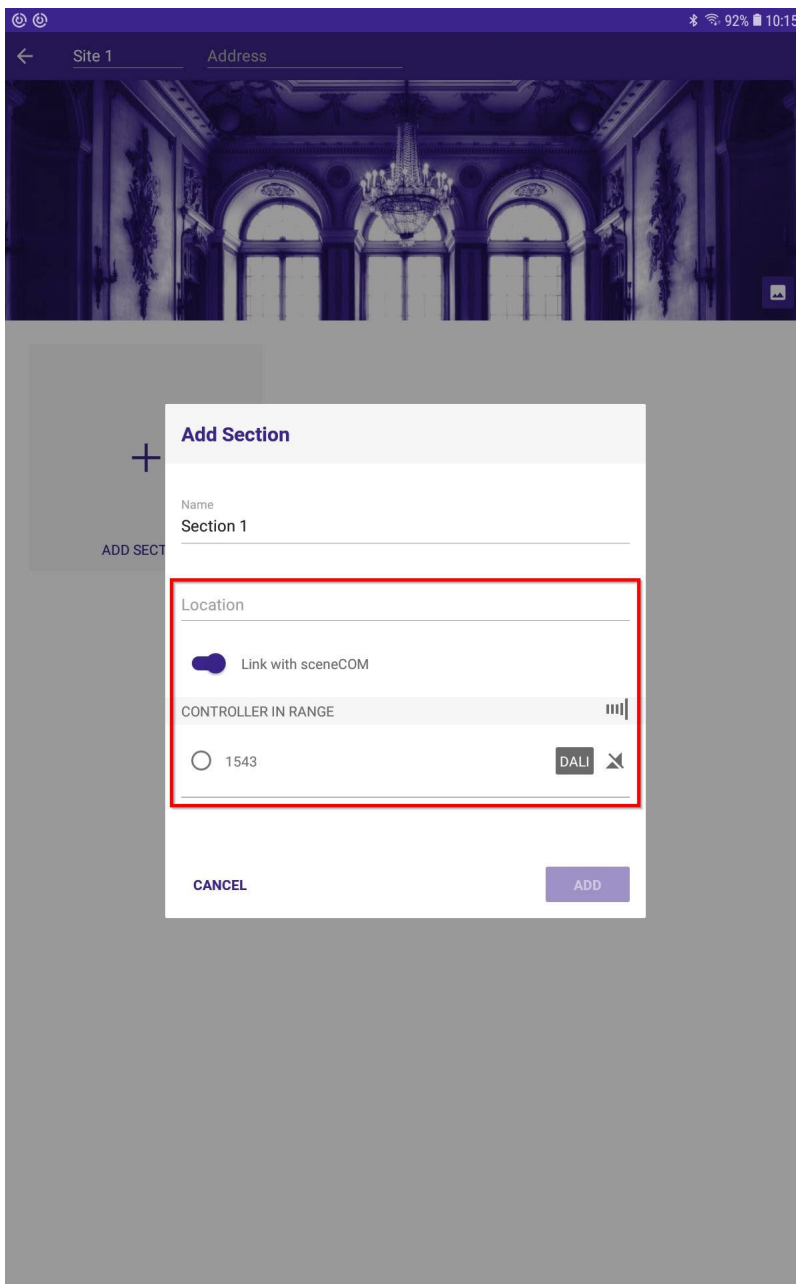 92% 10:15
Site 1 Address
Add Section
Name
Section 1
ADD SECT
Location
Link with sceneCOM
CONTROLLER IN RANGE
1543 DALI
CANCEL ADD